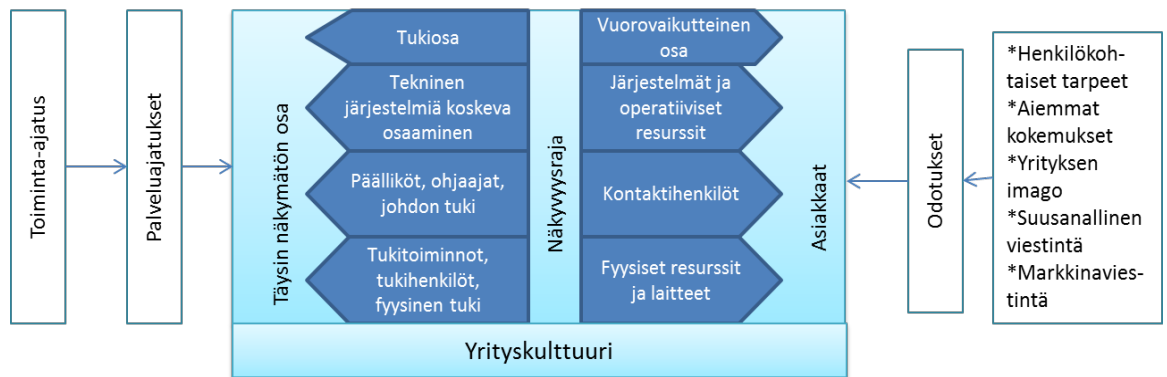 Toiminta-ajatus
Palveluajatukset
Täysin näkymätön osa
Tukiosa
Tekninen
järjestelmiä koskeva
osaaminen
Päälliköt, ohjaajat,
johdon tuki
Tukitoiminnot,
tukihenkilöt,
fyysinen tuki
Näkyvyysraja
Vuorovaikutteinen
osa
Järjestelmät ja
operatiiviset
resurssit
Kontaktihenkilöt
Fyysiset resurssit
ja laitteet
Asiakkaat
Yrityskulttuuri
Odotukset
*Henkilökoh-
taiset tarpeet
*Aiemmat
kokemukset
*Yrityksen
imago
*Suusanallinen
viestintä
*Markkinavies-
tintä